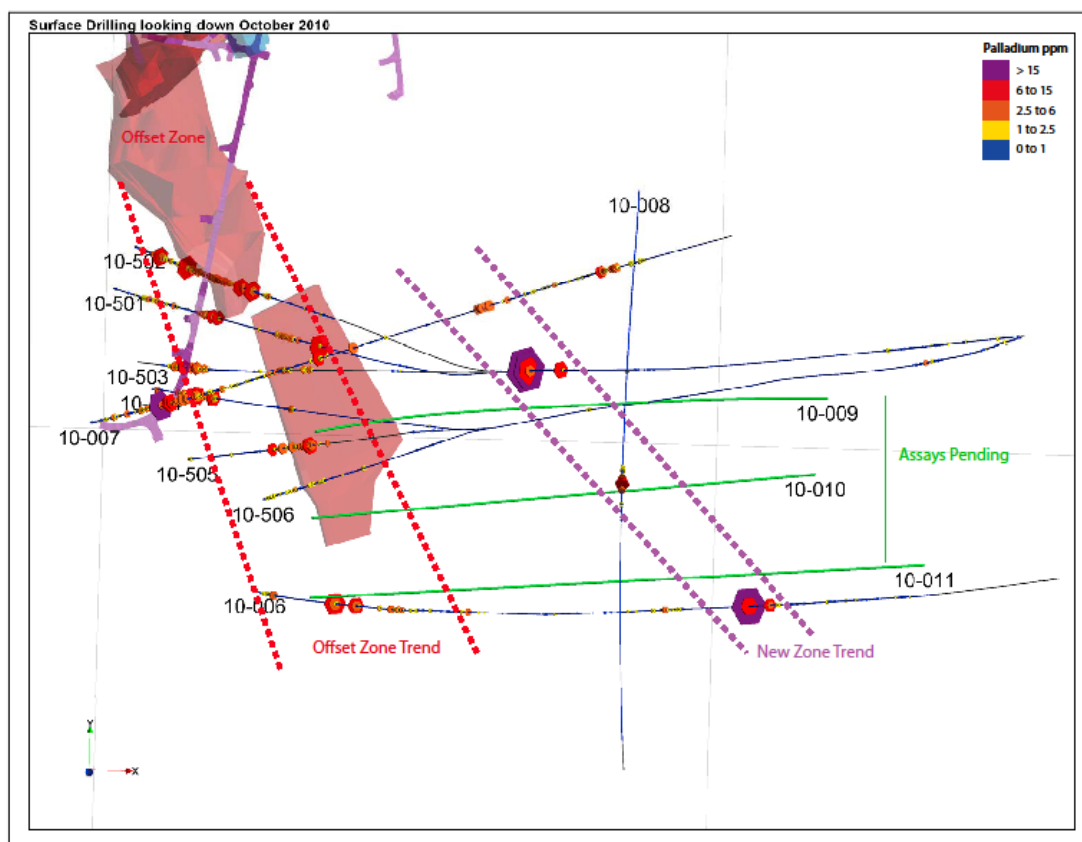 Surface Drilling looking down October 2010
Palladium ppm
> 15
6 to 15
2.5 to 6
1 to 2.5
0 to 1
Offset Zone
10-008
10-502
10-501
10-503
10-009
10-007
Assays Pending
10-505
10-010
10-506
10-011
10-006
Offset Zone Trend
New Zone Trend
Y
X